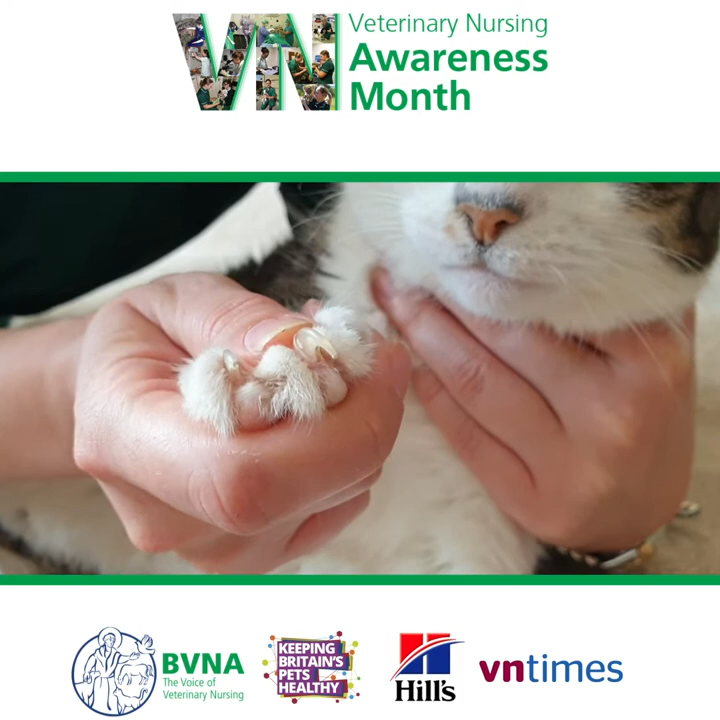 VN
Veterinary Nursing
Awareness
Month
BVNA
The Voice of
Veterinary Nursing
KEEPING
BRITAIN'S
PETS
HEALTHY
Hill's
vntimes